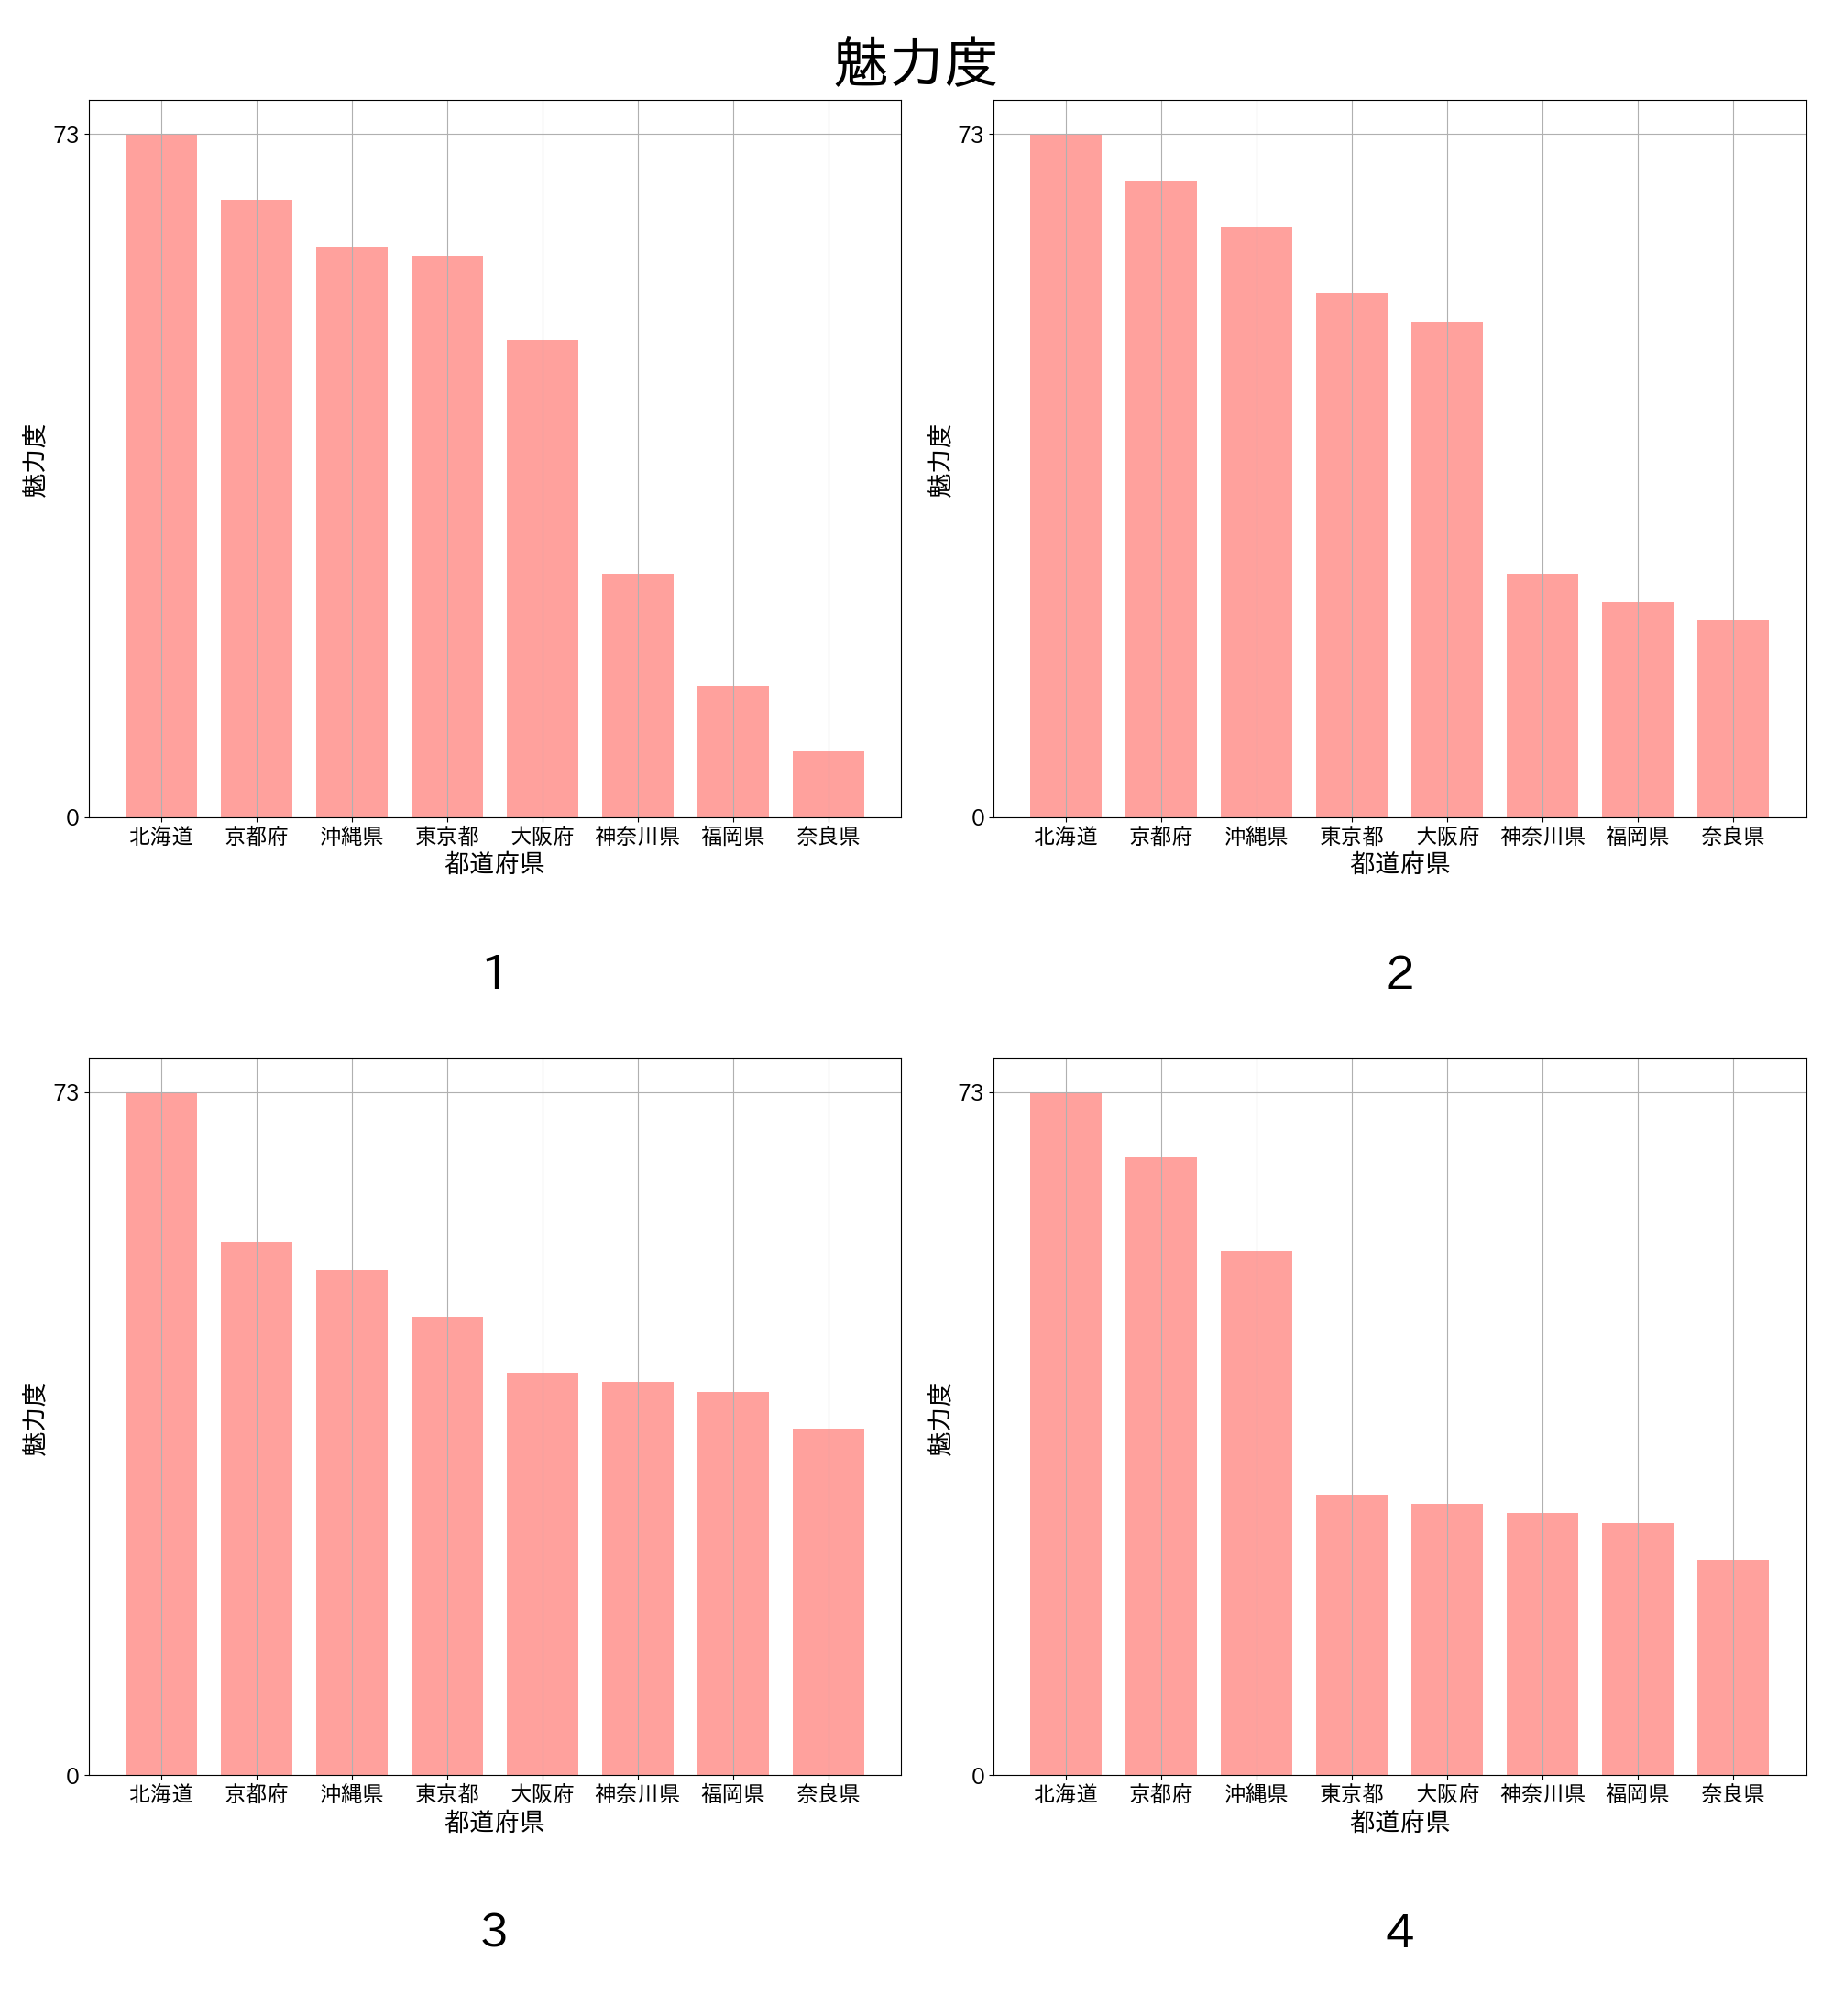 魅力度
73
0
魅力度
北海道 京都府 沖縄県 東京都 大阪府 神奈川県 福岡県 奈良県
都道府県
1
73
0
魅力度
北海道 京都府 沖縄県 東京都 大阪府 神奈川県 福岡県 奈良県
都道府県
2
73
0
魅力度
北海道 京都府 沖縄県 東京都 大阪府 神奈川県 福岡県 奈良県
都道府県
3
73
0
魅力度
北海道 京都府 沖縄県 東京都 大阪府 神奈川県 福岡県 奈良県
都道府県
4